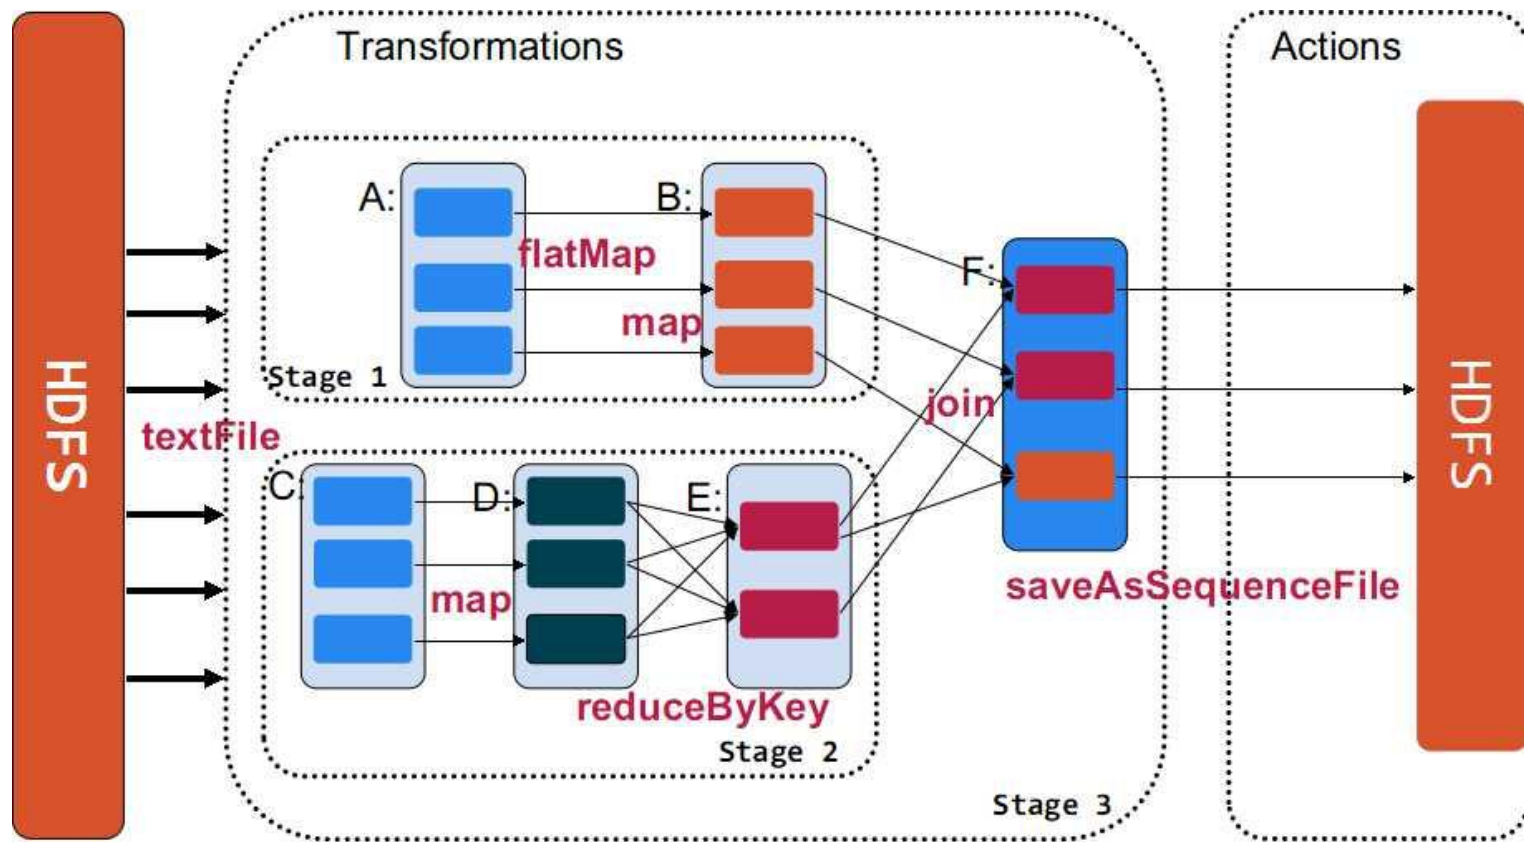 Transformations
Actions
A:
B:
flatMap
map
Stage 1
F:
HDFS
HDFS
join
textFile
C:
D:
E:
map
saveAsSequenceFile
reduceByKey
Stage 2
Stage 3